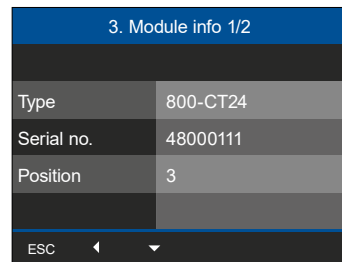 3. Module info 1/2
Type 800-CT24
Serial no. 48000111
Position 3
ESC